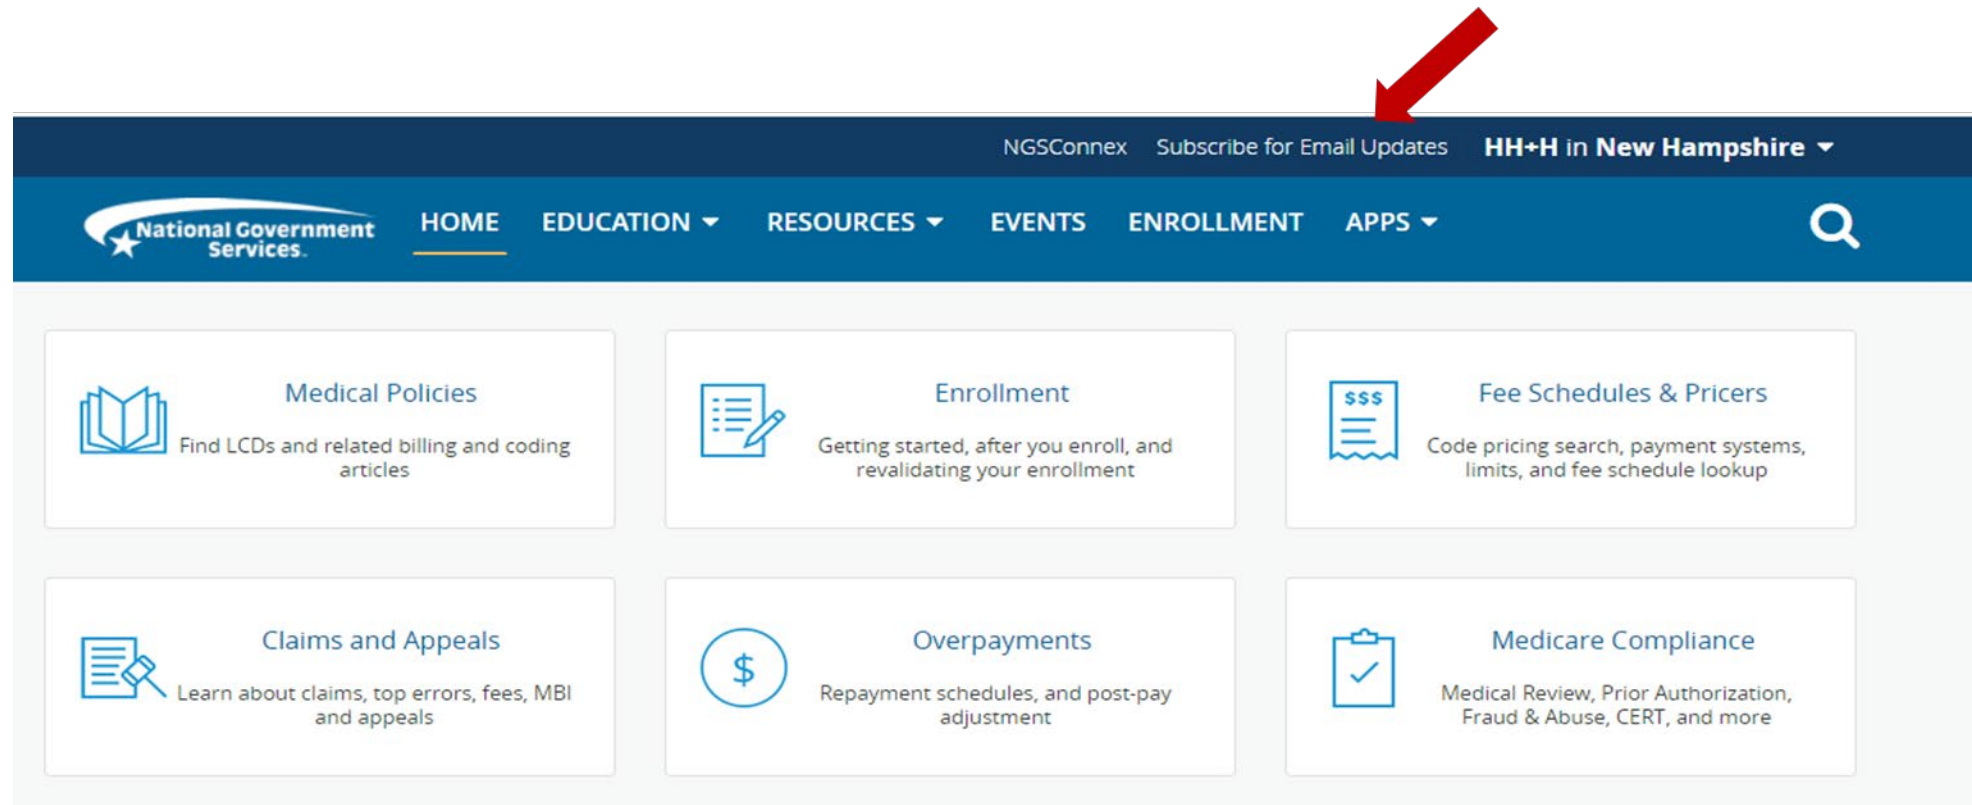 NGSConnex Subscribe for Email Updates HH+H in New Hampshire
National Government
Services.
HOME EDUCATION RESOURCES EVENTS ENROLLMENT APPS
Medical Policies
Find LCDs and related billing and coding
articles
Enrollment
Getting started, after you enroll, and
revalidating your enrollment
$$$
Fee Schedules & Pricers
Code pricing search, payment systems,
limits, and fee schedule lookup
Claims and Appeals
Learn about claims, top errors, fees, MBI
and appeals
$
Overpayments
Repayment schedules, and post-pay
adjustment
Medicare Compliance
Medical Review, Prior Authorization,
Fraud & Abuse, CERT, and more